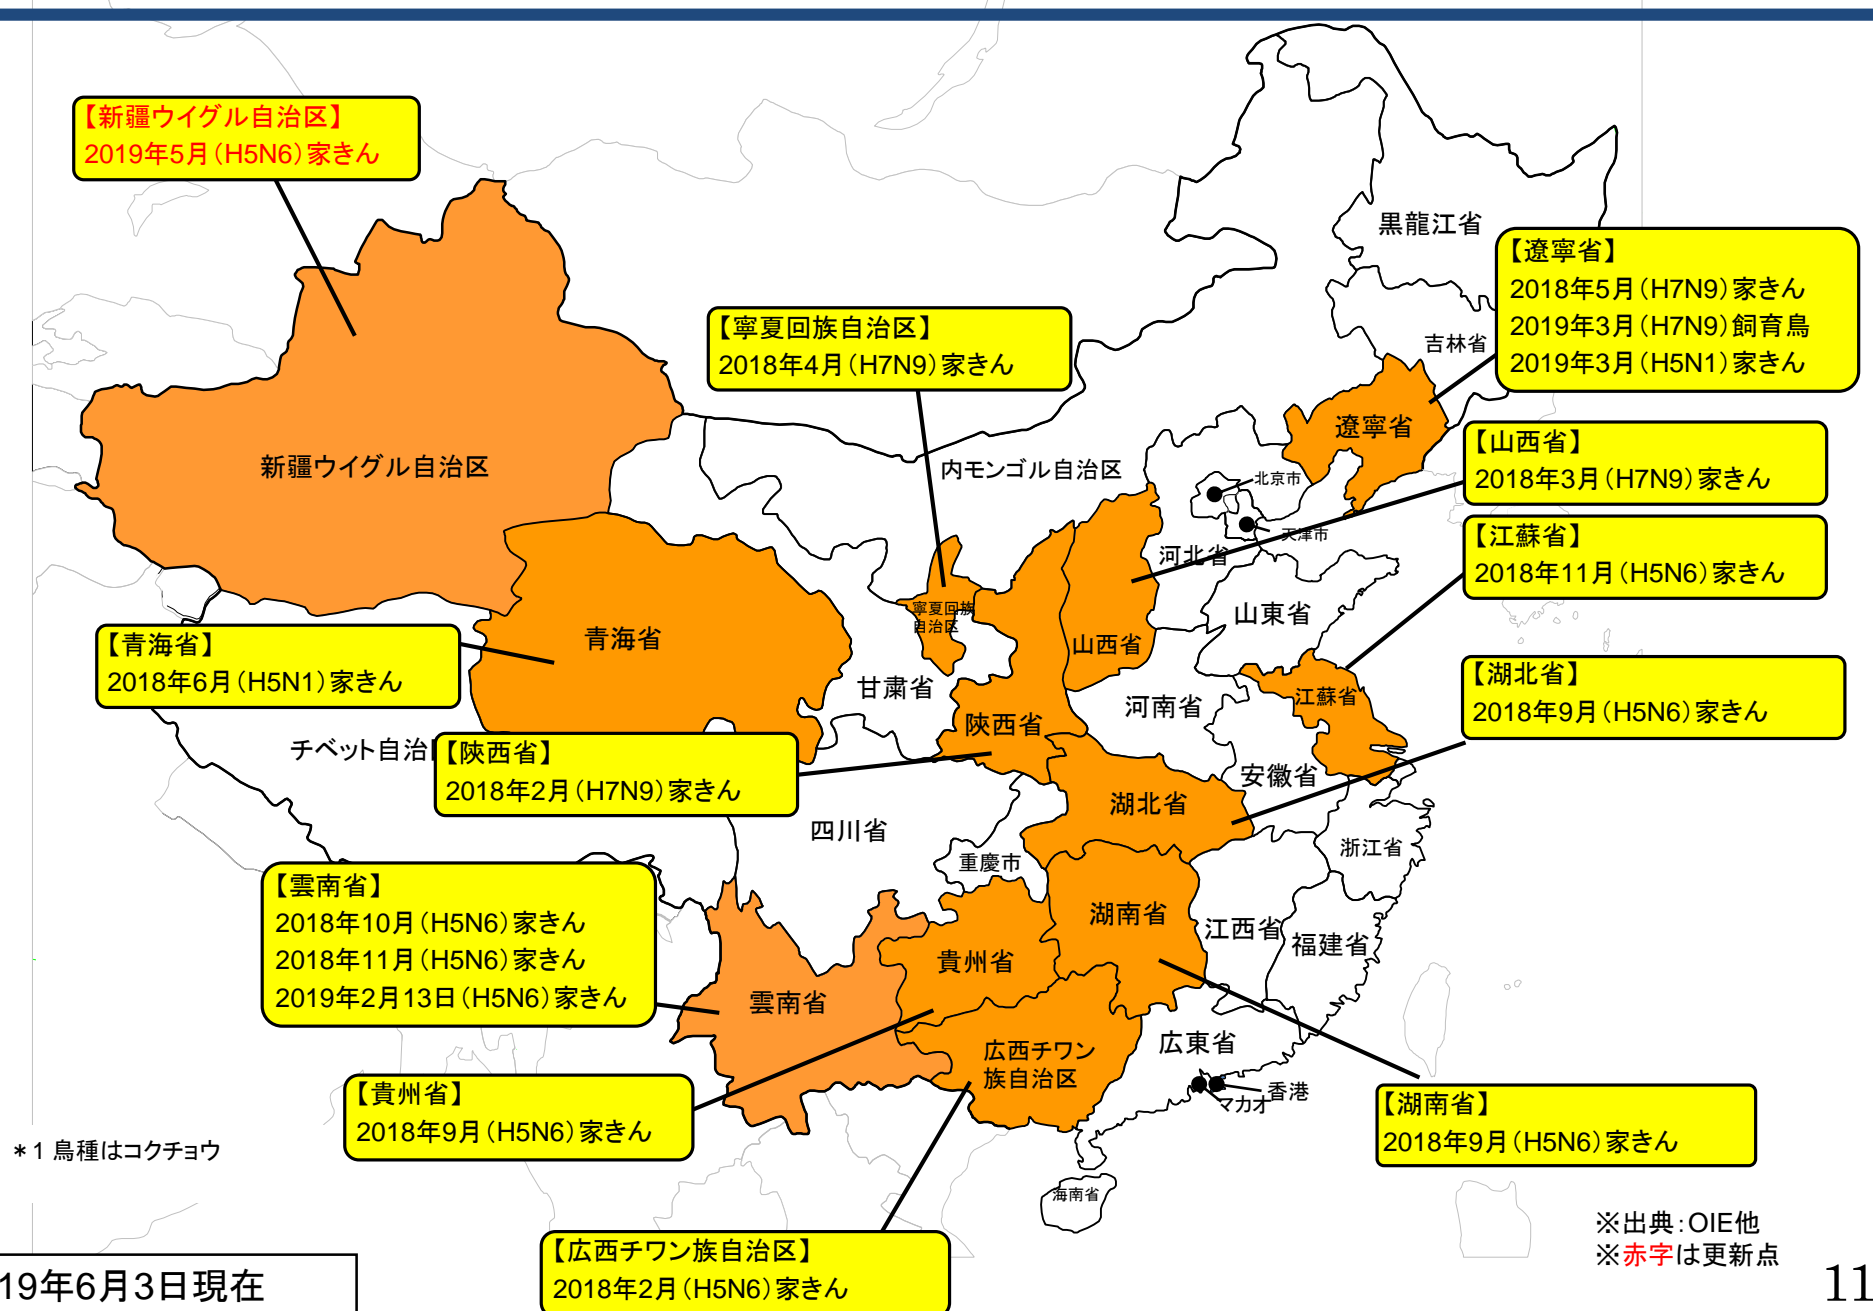 【新疆ウイグル自治区】
2019年5月（H5N6）家きん
黒龍江省
【遼寧省】
2018年5月（H7N9）家きん
2019年3月（H7N9）飼育鳥
2019年3月（H5N1）家きん
【寧夏回族自治区】
2018年4月（H7N9）家きん
吉林省
遼寧省
【山西省】
2018年3月（H7N9）家きん
新疆ウイグル自治区
内モンゴル自治区
北京市
天津市
河北省
【江蘇省】
2018年11月（H5N6）家きん
寧夏回族
自治区
山東省
青海省
山西省
【青海省】
2018年6月（H5N1）家きん
甘粛省
陝西省
河南省
江蘇省
【湖北省】
2018年9月（H5N6）家きん
チベット自治
【陝西省】
2018年2月（H7N9）家きん
安徽省
湖北省
四川省
重慶市
浙江省
【雲南省】
2018年10月（H5N6）家きん
2018年11月（H5N6）家きん
2019年2月13日（H5N6）家きん
湖南省
江西省
福建省
貴州省
雲南省
広西チワン
族自治区
広東省
香港
マカオ
【貴州省】
2018年9月（H5N6）家きん
【湖南省】
2018年9月（H5N6）家きん
＊1 鳥種はコクチョウ
海南省
※出典：OIE他
※赤字は更新点
【広西チワン族自治区】
2018年2月（H5N6）家きん
19年6月3日現在
11